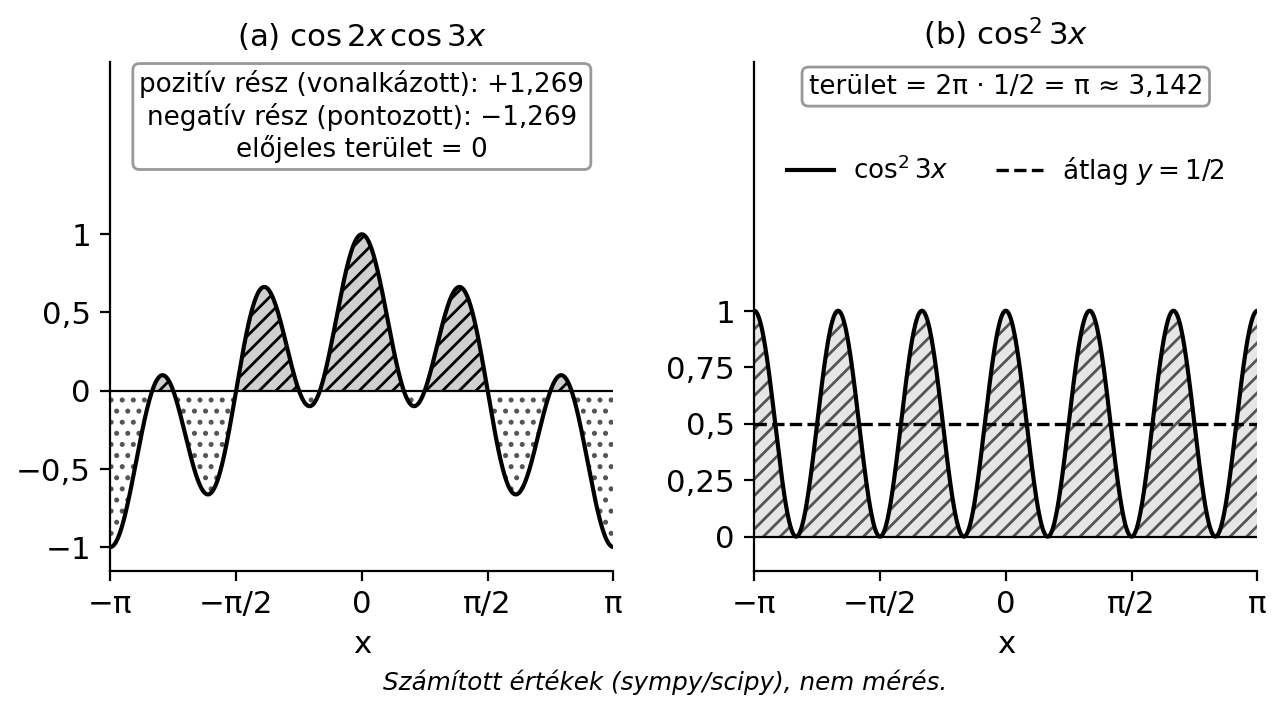 (a) cos 2x cos 3x
pozitív rész (vonalkázott): +1,269
negatív rész (pontozott): −1,269
előjeles terület = 0
1
0,5
0
−0,5
−1
−π
−π/2
0
π/2
π
x
(b) cos² 3x
terület = 2π · 1/2 = π ≈ 3,142
cos² 3x
átlag y = 1/2
1
0,75
0,5
0,25
0
−π
−π/2
0
π/2
π
x
Számított értékek (sympy/scipy), nem mérés.